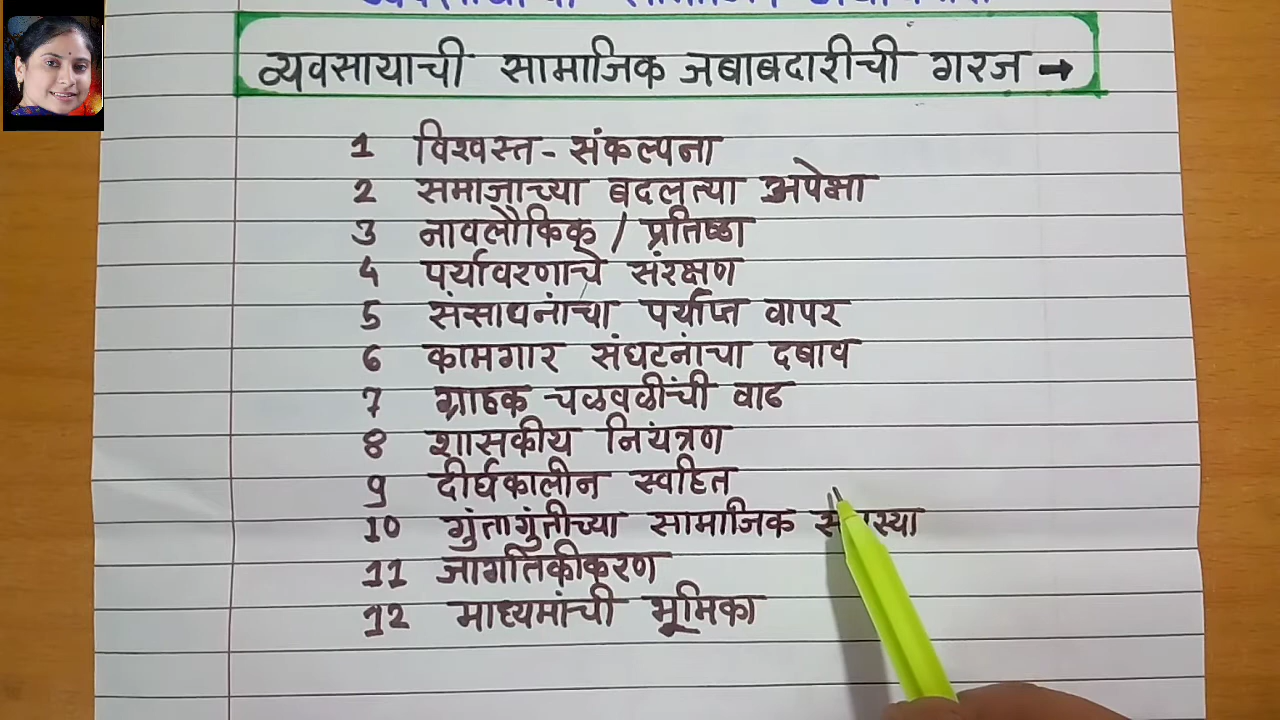 व्यवसायाची सामाजिक जबाबदारीची गरज →
1 विश्वस्त - संकल्पना
2 समाजाच्या बदलत्या अपेक्षा
3 नावलौकिक / प्रतिष्ठा
4 पर्यावरणाचे संरक्षण
5 संसाधनांचा पर्याप्त वापर
6 कामगार संघटनांचा दबाव
7 ग्राहक चळवळींची वाढ
8 शासकीय नियंत्रण
9 दीर्घकालीन स्वहित
10 गुंतागुंतीच्या सामाजिक
11 जागतिकीकरण
12 माध्यमांची भूमिका